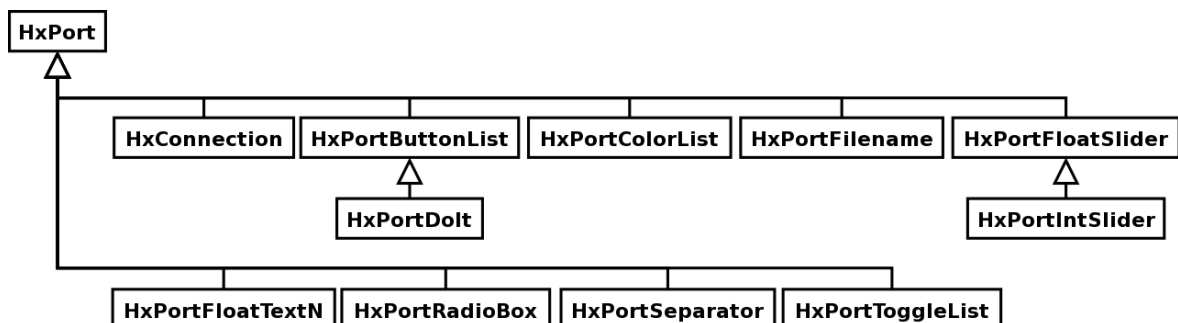 HxPort
HxConnection
HxPortButtonList
HxPortColorList
HxPortFilename
HxPortFloatSlider
HxPortDoIt
HxPortIntSlider
HxPortFloatTextN
HxPortRadioBox
HxPortSeparator
HxPortToggleList